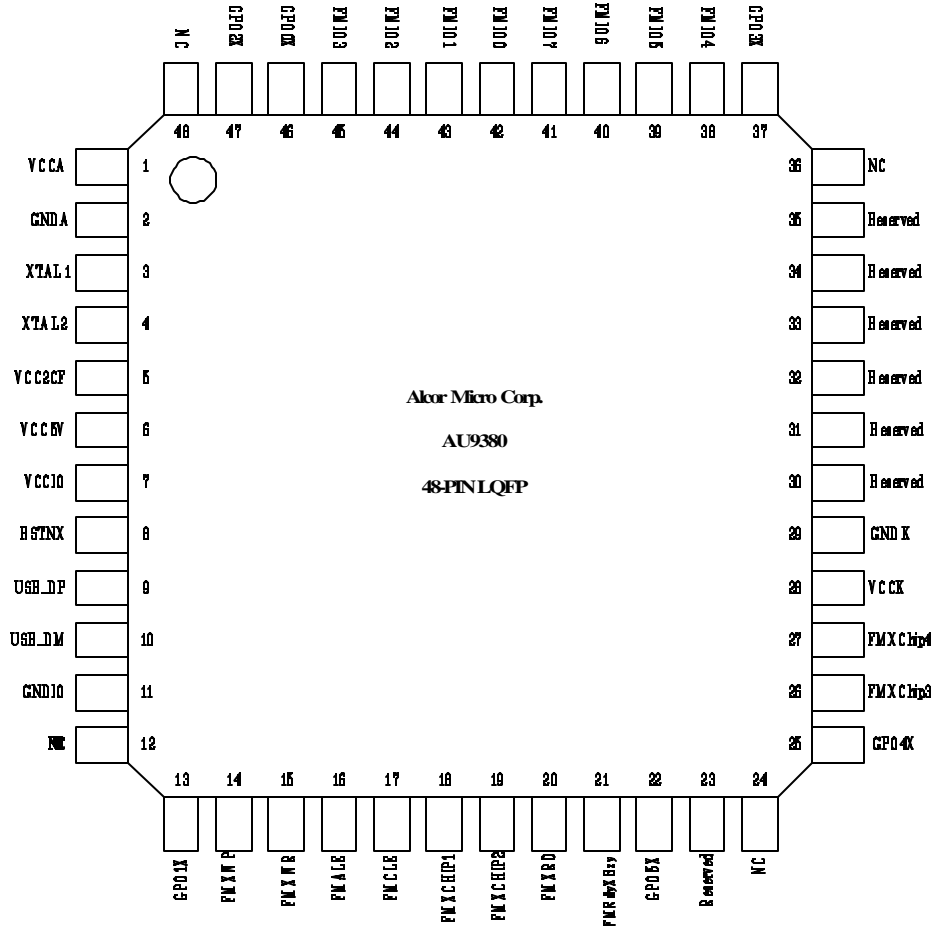 NC
GPO2X
GPO0X
FMIO3
FMIO2
FMIO1
FMIO0
FMIO7
FMIO6
FMIO5
FMIO4
GPO3X
48 47 46 45 44 43 42 41 40 39 38 37
VCCA 1 36 NC
GNDA 2 35 Reserved
XTAL1 3 34 Reserved
XTAL2 4 33 Reserved
VCC2CF 5 32 Reserved
VCC5V 6 31 Reserved
VCCIO 7 30 Reserved
RSTNX 8 29 GNDK
USB_DP 9 28 VCCK
USB_DM 10 27 FMXChip4
GNDIO 11 26 FMXChip3
12 25 GPO4X
Alcor Micro Corp.
AU9380
48-PIN LQFP
13 14 15 16 17 18 19 20 21 22 23 24
GPO1X
FMXWP
FMXWR
FMALE
FMCLE
FMXCHIP1
FMXCHIP2
FMXRD
FMRdyXBzy
GPO5X
Reserved
NC